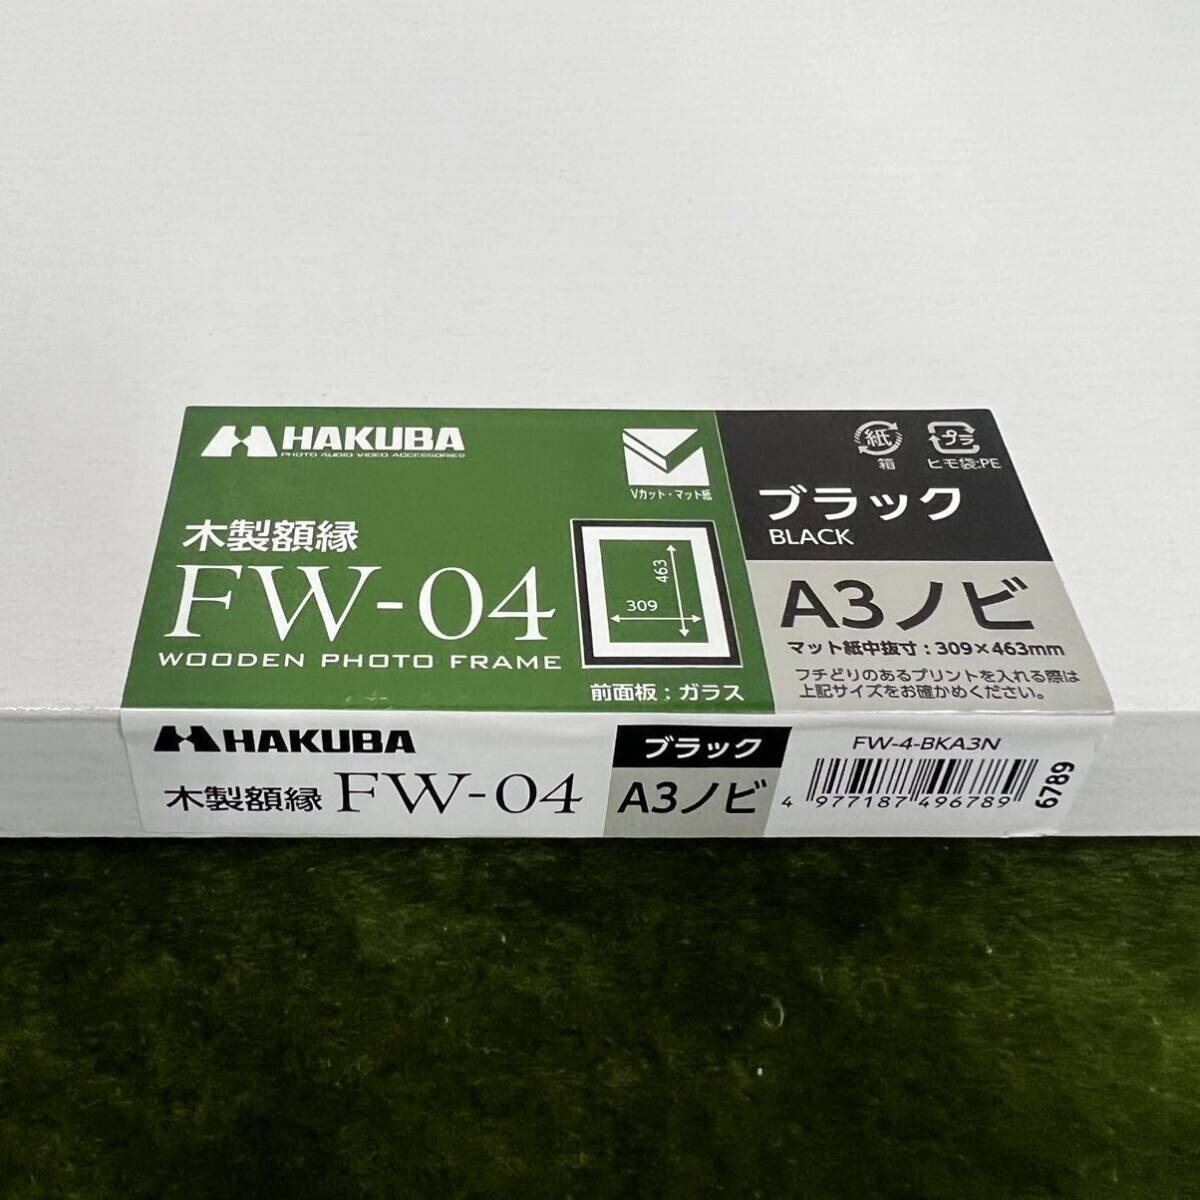 HAKUBA
PHOTO AUDIO VIDEO ACCESSORIES
木製額縁
FW-04
WOODEN PHOTO FRAME
Vカット・マット紙
463
309
前面板：ガラス
紙
箱
プラ
ヒモ袋:PE
ブラック
BLACK
A3ノビ
マット紙中抜寸：309×463mm
フチどりのあるプリントを入れる際は
上記サイズをお確かめください。
HAKUBA
木製額縁 FW-04
ブラック
A3ノビ
FW-4-BKA3N
4 977187 496789
6789